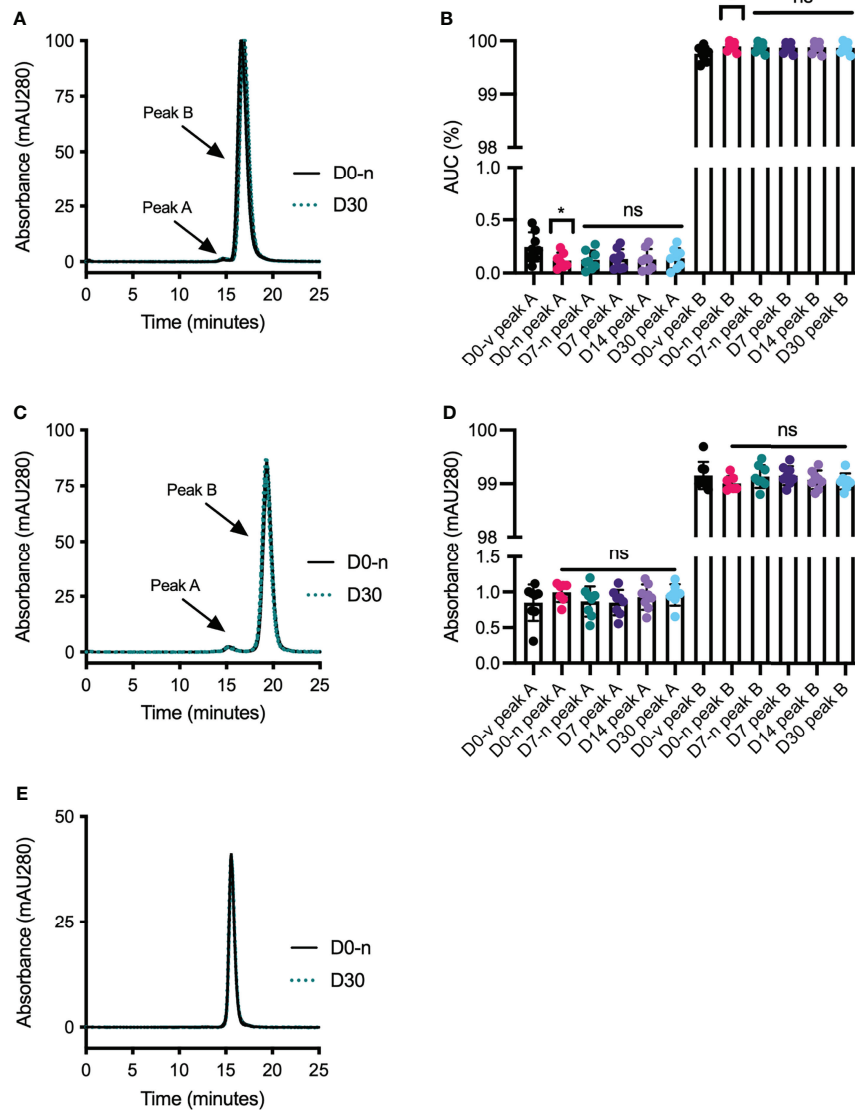 A
Absorbance (mAU280)
100
75
50
25
0
Peak B
Peak A
D0-n
D30
0 5 10 15 20 25
Time (minutes)
B
AUC (%)
100
99
98
1.0
0.5
0.0
*
ns
D0-v peak A
D0-n peak A
D7-n peak A
D7 peak A
D14 peak A
D30 peak A
D0-v peak B
D0-n peak B
D7-n peak B
D7 peak B
D14 peak B
D30 peak B
C
Absorbance (mAU280)
100
75
50
25
0
Peak B
Peak A
D0-n
D30
0 5 10 15 20 25
Time (minutes)
D
Absorbance (mAU280)
100
99
98
1.5
1.0
0.5
0.0
ns
ns
D0-v peak A
D0-n peak A
D7-n peak A
D7 peak A
D14 peak A
D30 peak A
D0-v peak B
D0-n peak B
D7-n peak B
D7 peak B
D14 peak B
D30 peak B
E
Absorbance (mAU280)
50
25
0
D0-n
D30
0 5 10 15 20 25
Time (minutes)